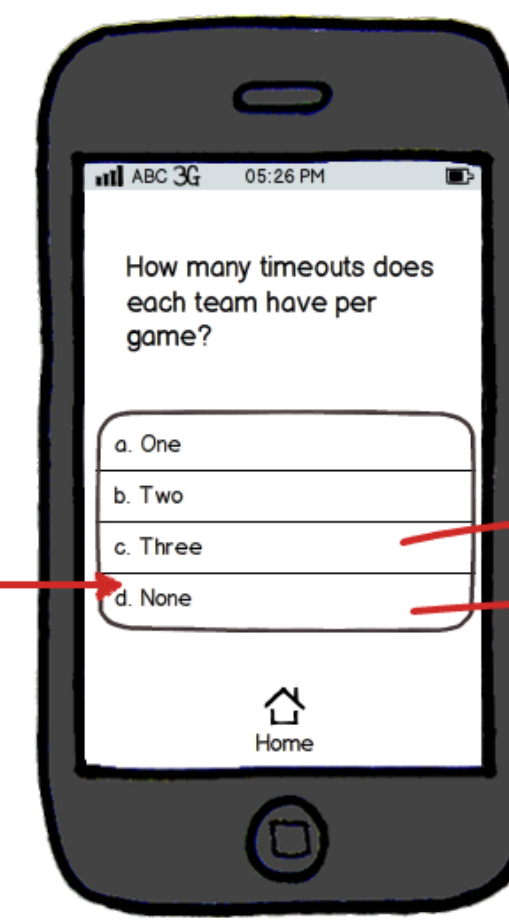 ABC 3G 05:26 PM
How many timeouts does
each team have per
game?
a. One
b. Two
c. Three
d. None
Home